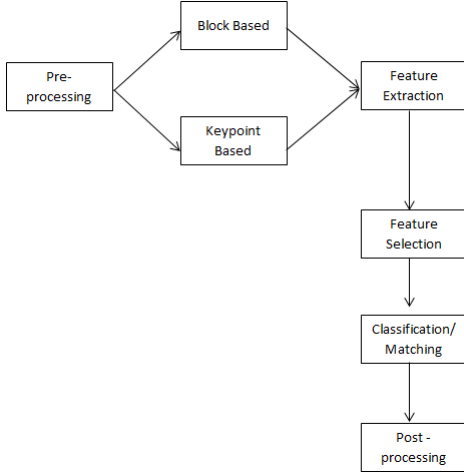 Block Based
Pre-
processing
Feature
Extraction
Keypoint
Based
Feature
Selection
Classification/
Matching
Post -
processing